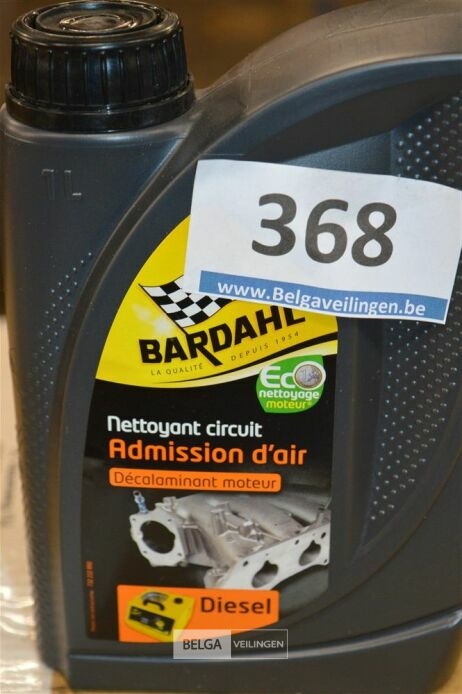 1L
368
www.Belgaveilingen.be
BARDAHL
LA QUALITÉ DEPUIS 1954
Eco
nettoyage
moteur
Nettoyant circuit
Admission d'air
Décalaminant moteur
Diesel
BELGA VEILINGEN